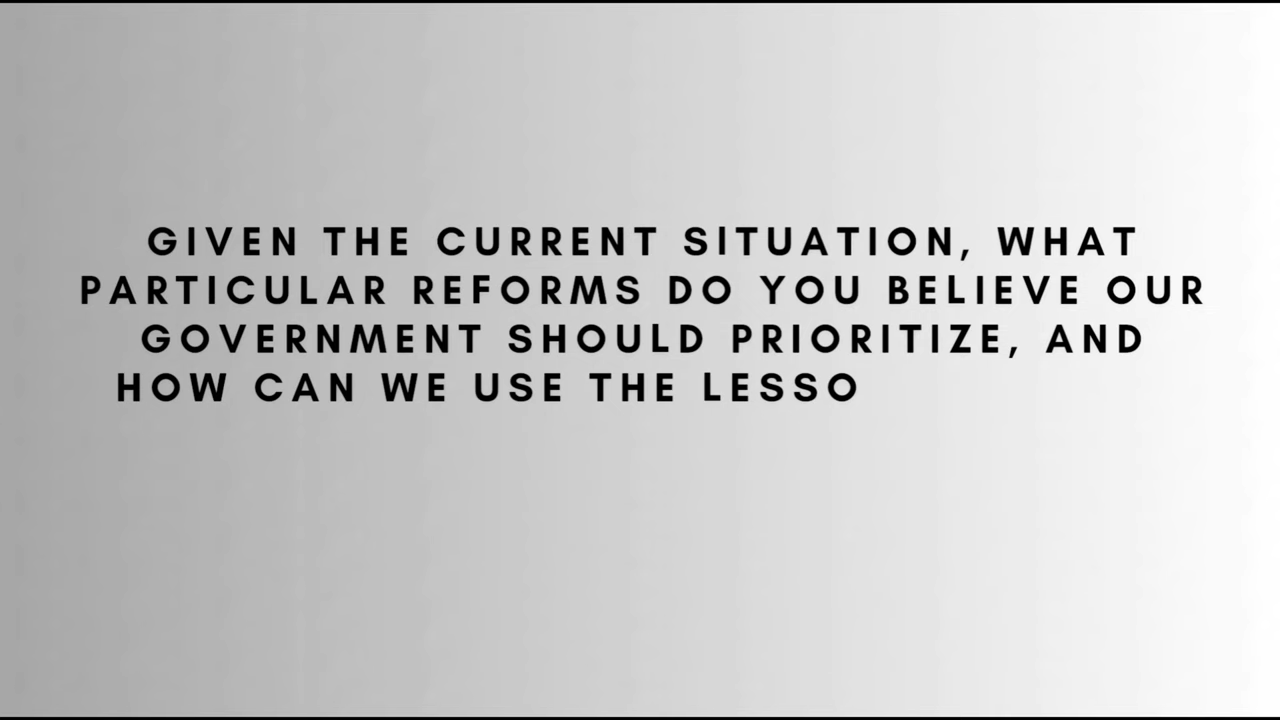 GIVEN THE CURRENT SITUATION, WHAT
PARTICULAR REFORMS DO YOU BELIEVE OUR
GOVERNMENT SHOULD PRIORITIZE, AND
HOW CAN WE USE THE LESSO